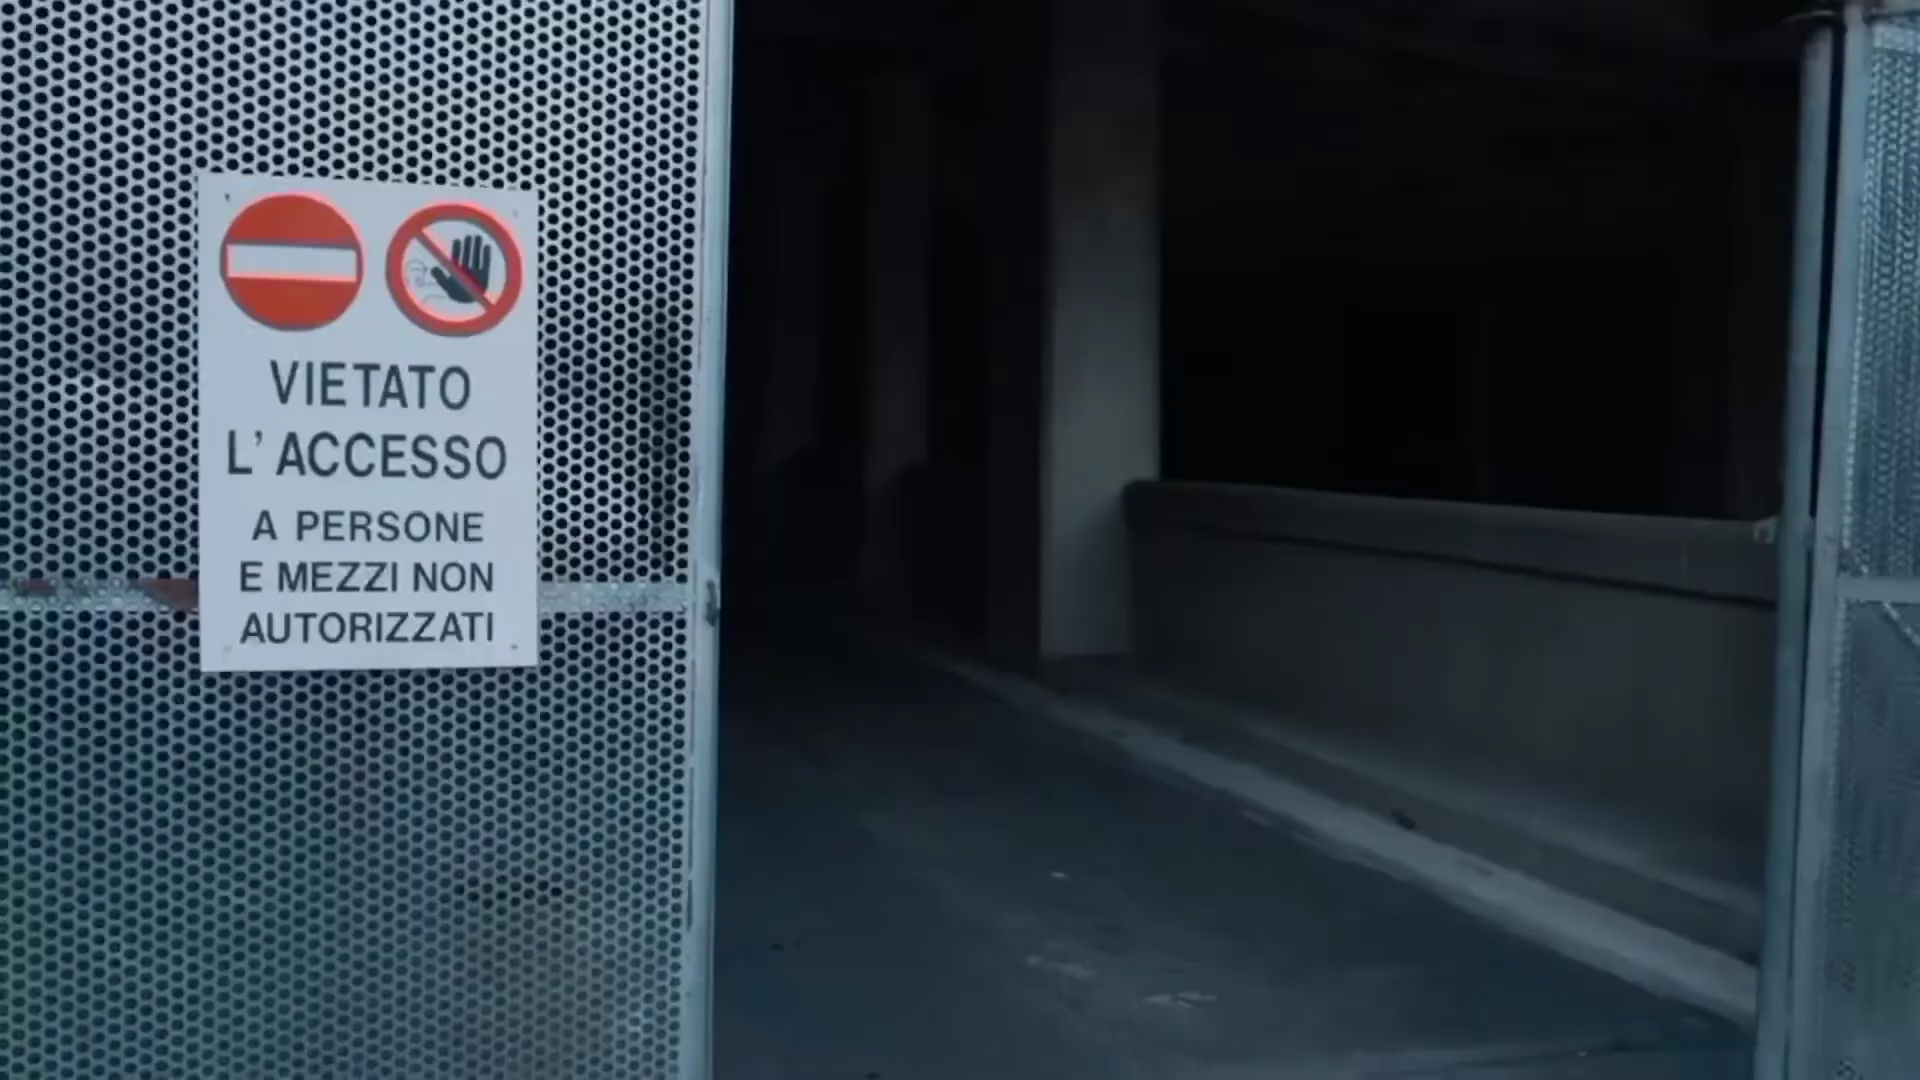 VIETATO
L'ACCESSO
A PERSONE
E MEZZI NON
AUTORIZZATI